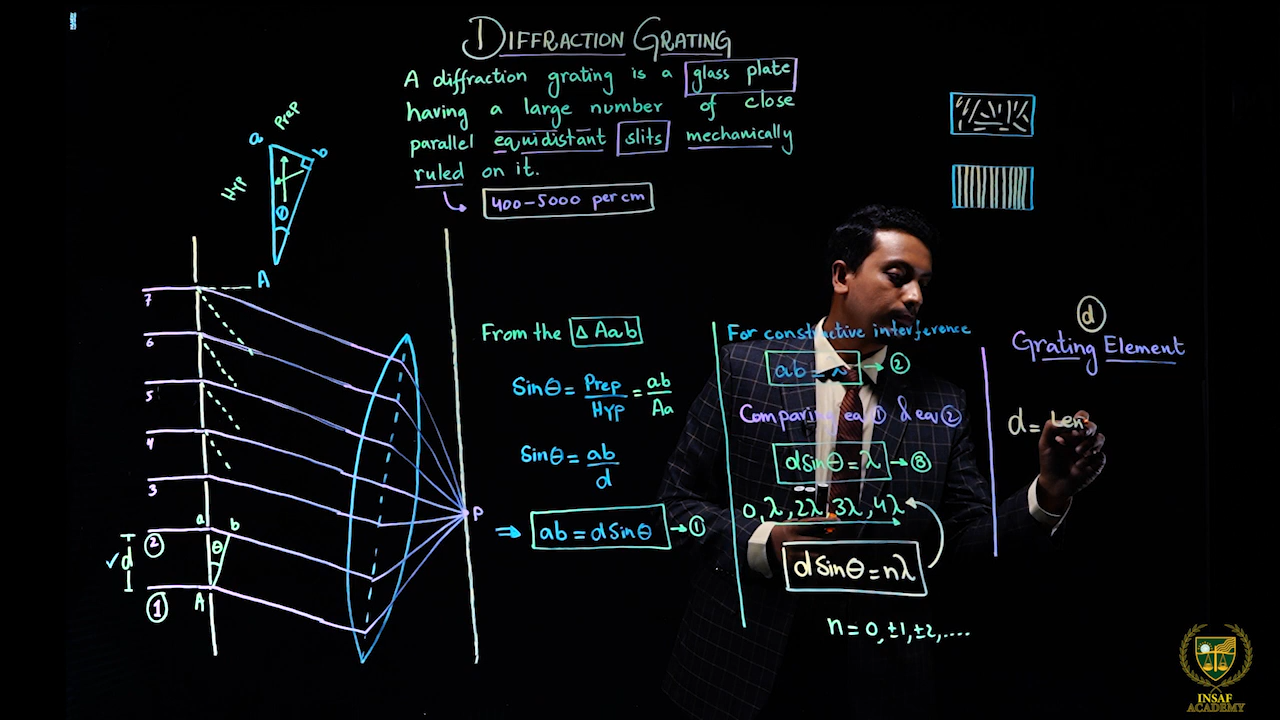 DIFFRACTION GRATING
A diffraction grating is a glass plate
having a large number of close
parallel equidistant slits mechanically
ruled on it.
400-5000 per cm
Prep
a
b
Hyp
θ
A
7
6
5
4
3
a b
2
✓d
θ
A
1
P
From the Δ Aab
Sinθ = Prep/Hyp = ab/Aa
Sinθ = ab/d
⇒ ab = d Sinθ → 1
For constructive interference
ab = λ → 2
Comparing eq 1 & eq 2
dSinθ = λ → 3
0, λ, 2λ, 3λ, 4λ
d Sinθ = nλ
n = 0, ±1, ±2, ....
d
Grating Element
d = Len
INSAF
ACADEMY